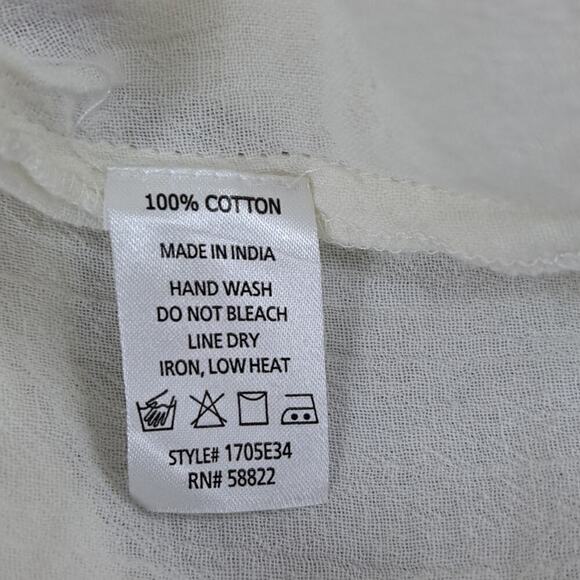 100% COTTON
MADE IN INDIA
HAND WASH
DO NOT BLEACH
LINE DRY
IRON, LOW HEAT
STYLE# 1705E34
RN# 58822